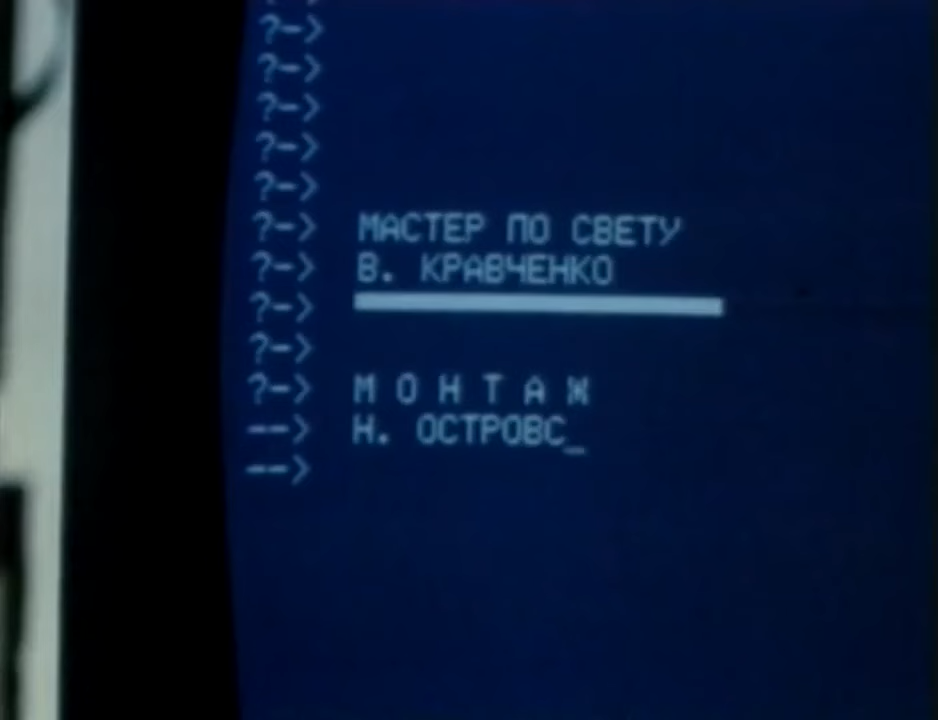 ?->
?->
?->
?->
?->
?-> МАСТЕР ПО СВЕТУ
?-> В. КРАВЧЕНКО
?->
?->
?-> М О Н Т А Ж
--> Н. ОСТРОВС_
-->